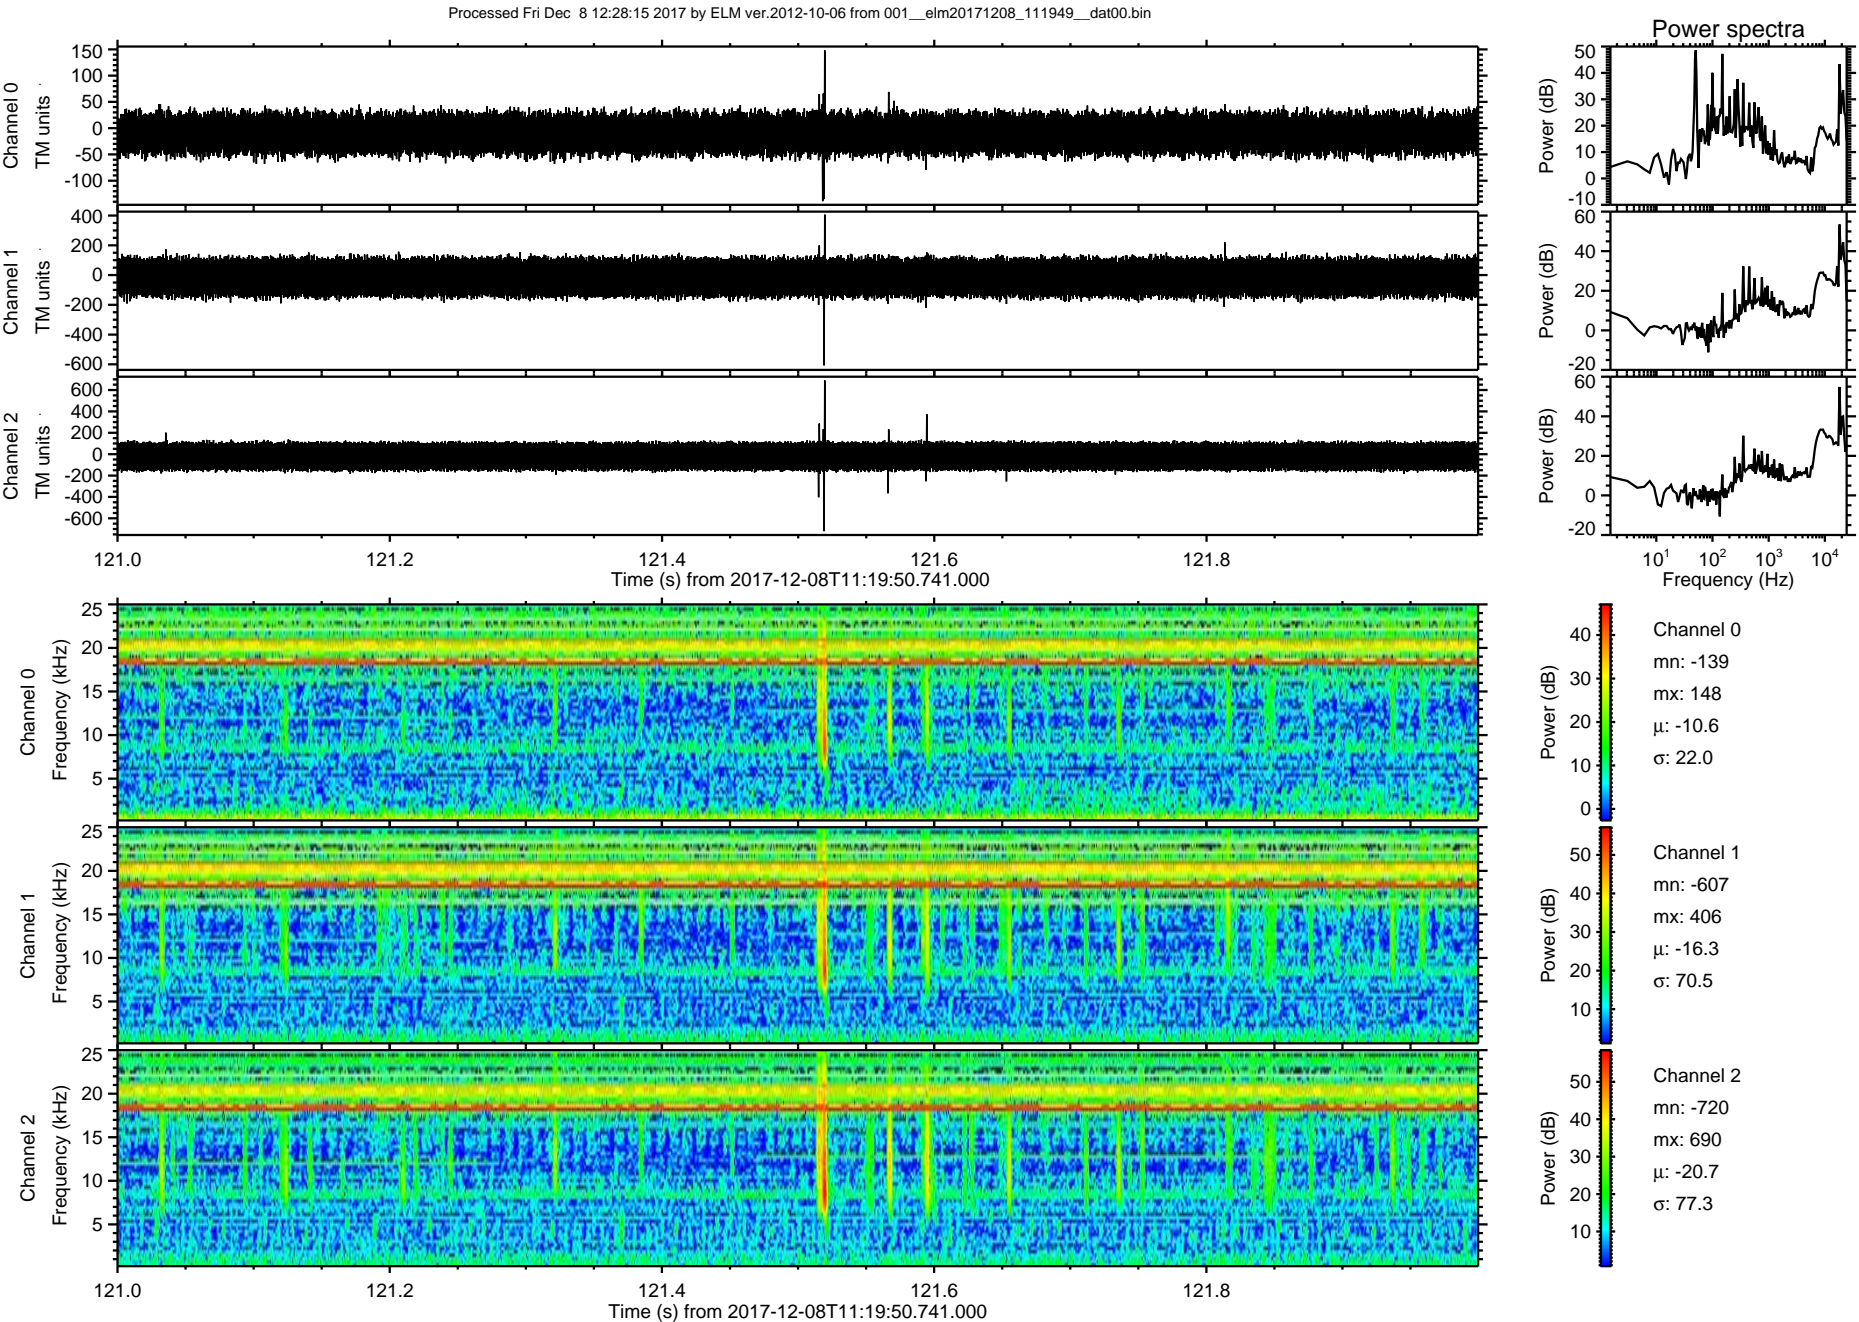 Processed Fri Dec  8 12:28:15 2017 by ELM ver.2012-10-06 from 001__elm20171208_111949__dat00.bin
Power spectra
Channel 0
TM units
150
100
50
0
-50
-100
Power (dB)
50
40
30
20
10
0
-10
Channel 1
TM units
400
200
0
-200
-400
-600
Power (dB)
60
40
20
0
-20
Channel 2
TM units
600
400
200
0
-200
-400
-600
Power (dB)
60
40
20
0
-20
121.0 121.2 121.4 121.6 121.8
Time (s) from 2017-12-08T11:19:50.741.000
10^1 10^2 10^3 10^4
Frequency (Hz)
Channel 0
Frequency (kHz)
25
20
15
10
5
Power (dB)
40
30
20
10
0
Channel 0
mn: -139
mx: 148
μ: -10.6
σ: 22.0
Channel 1
Frequency (kHz)
25
20
15
10
5
Power (dB)
50
40
30
20
10
Channel 1
mn: -607
mx: 406
μ: -16.3
σ: 70.5
Channel 2
Frequency (kHz)
25
20
15
10
5
Power (dB)
50
40
30
20
10
Channel 2
mn: -720
mx: 690
μ: -20.7
σ: 77.3
121.0 121.2 121.4 121.6 121.8
Time (s) from 2017-12-08T11:19:50.741.000